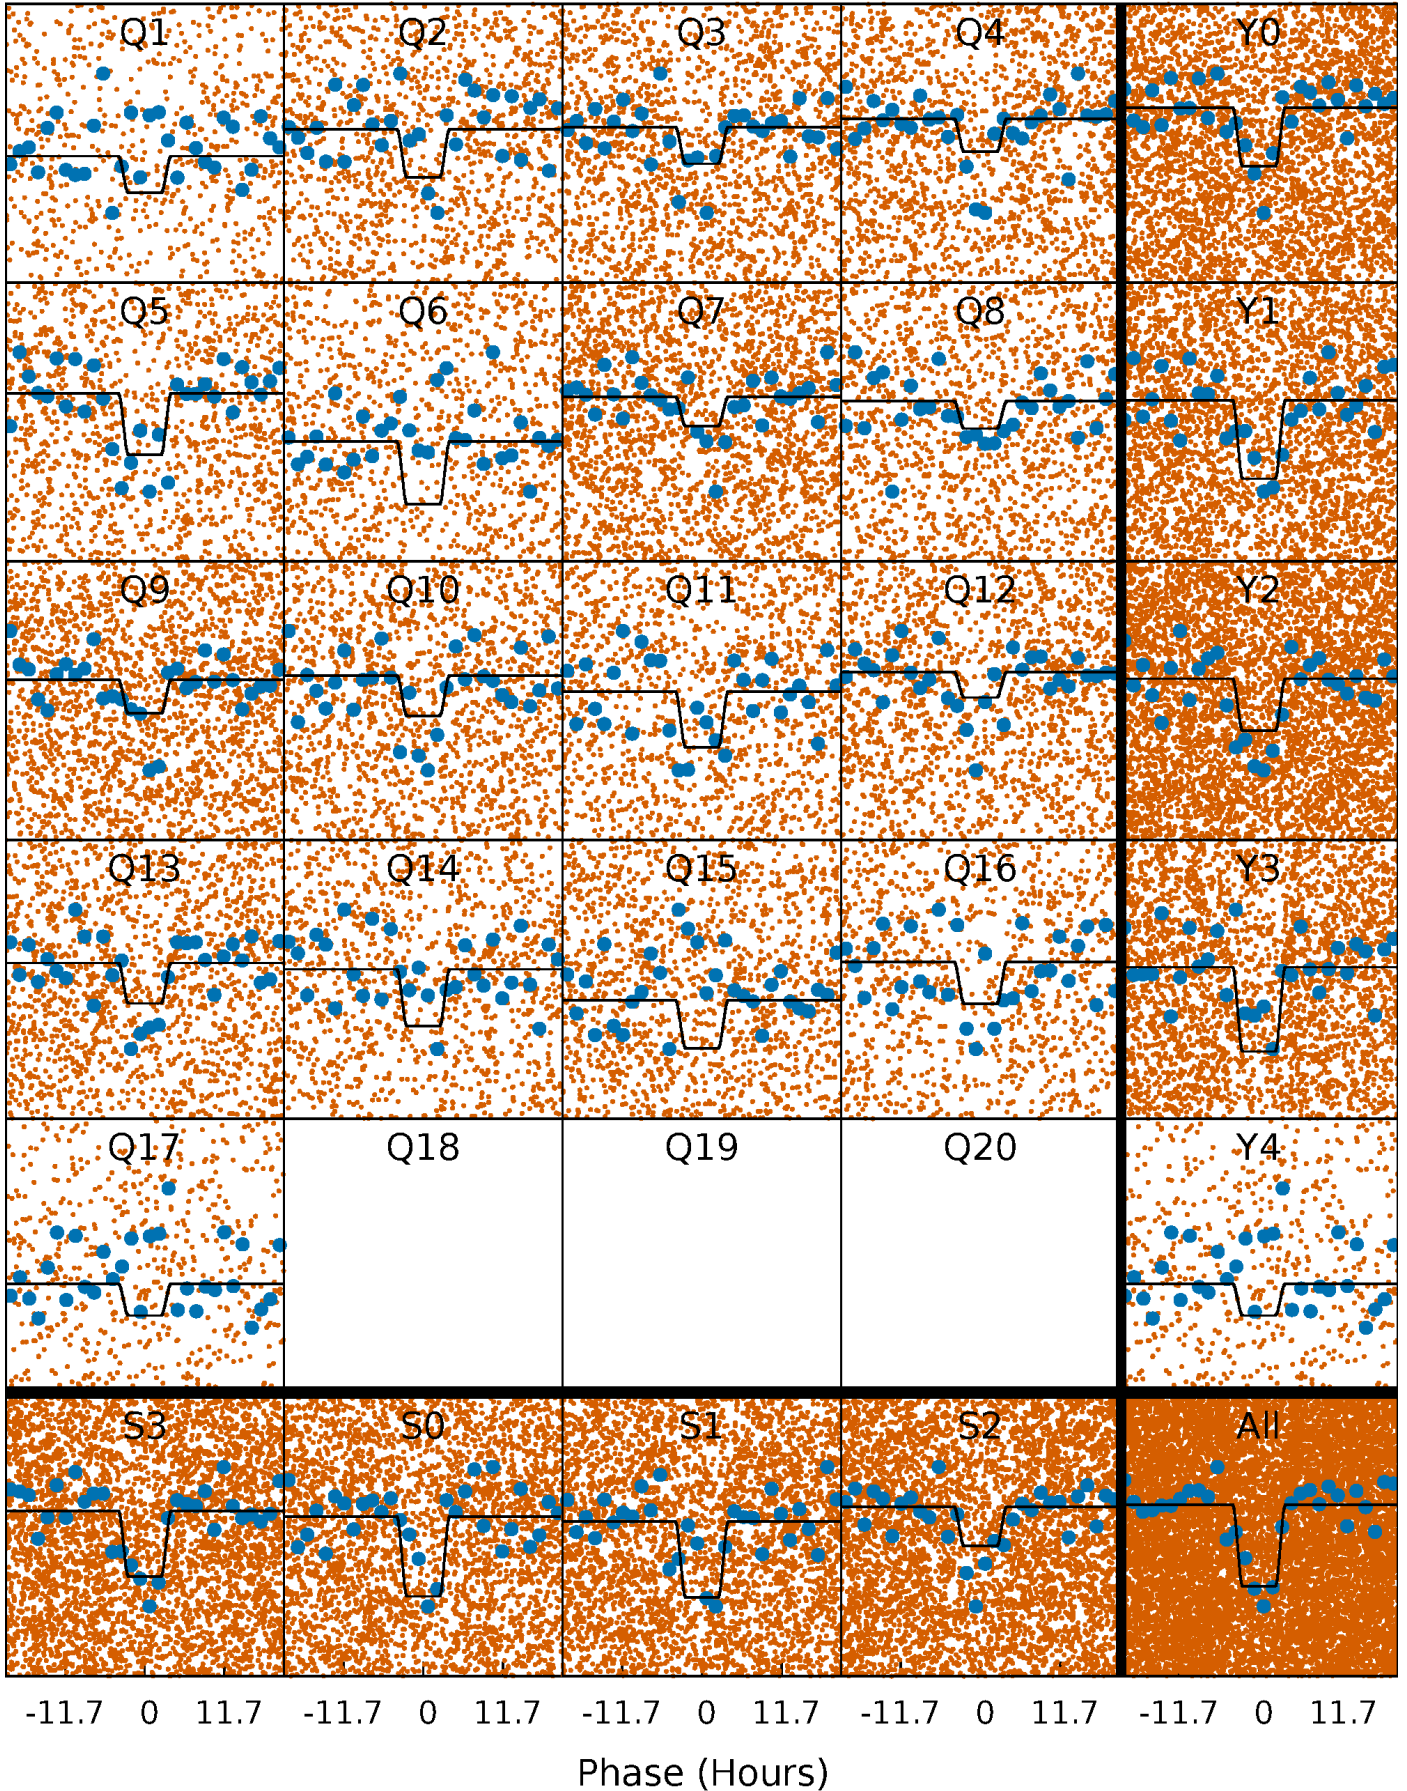 Q1 Q2 Q3 Q4 Y0
Q5 Q6 Q7 Q8 Y1
Q9 Q10 Q11 Q12 Y2
Q13 Q14 Q15 Q16 Y3
Q17 Q18 Q19 Q20 Y4
S3 S0 S1 S2 All
-11.7 0 11.7 -11.7 0 11.7 -11.7 0 11.7 -11.7 0 11.7 -11.7 0 11.7
Phase (Hours)